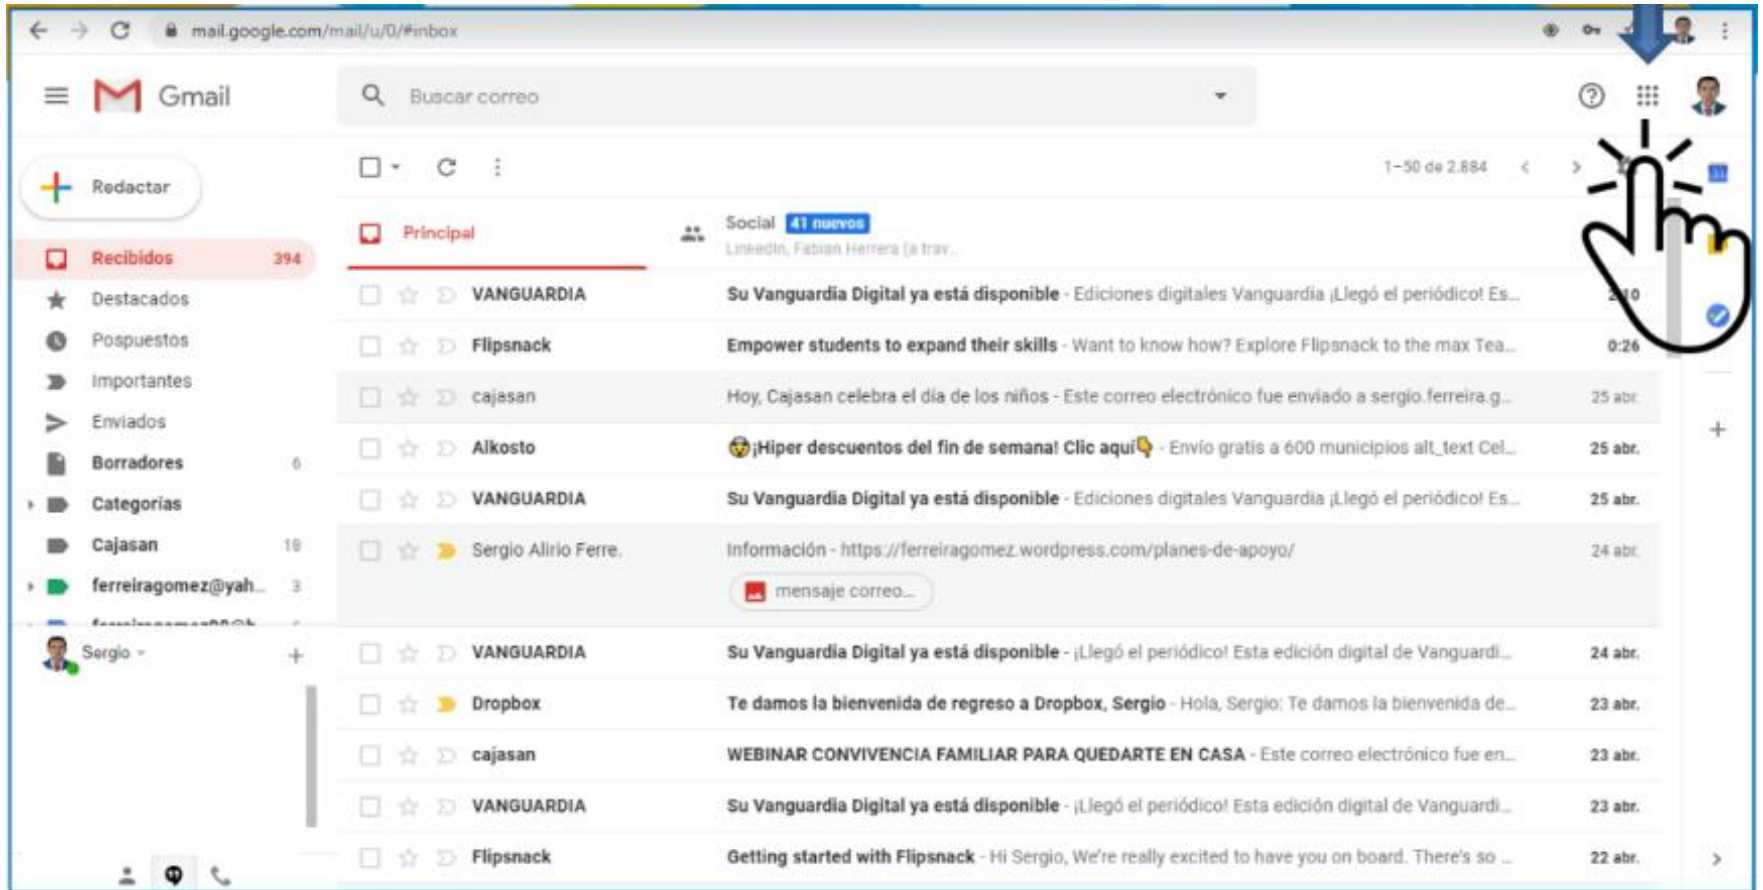 mail.google.com/mail/u/0/#inbox
Gmail
Buscar correo
Redactar
1–50 de 2.884
Principal
Social 41 nuevos
LinkedIn, Fabian Herrera (a trav...
Recibidos 394
Destacados
Pospuestos
Importantes
Enviados
Borradores 6
Categorías
Cajasan 18
ferreiragomez@yah... 3
Sergio
VANGUARDIA Su Vanguardia Digital ya está disponible - Ediciones digitales Vanguardia ¡Llegó el periódico! Es...
Flipsnack Empower students to expand their skills - Want to know how? Explore Flipsnack to the max Tea... 0:26
cajasan Hoy, Cajasan celebra el día de los niños - Este correo electrónico fue enviado a sergio.ferreira.g... 25 abr.
Alkosto 🤯¡Hiper descuentos del fin de semana! Clic aquí👇 - Envío gratis a 600 municipios alt_text Cel... 25 abr.
VANGUARDIA Su Vanguardia Digital ya está disponible - Ediciones digitales Vanguardia ¡Llegó el periódico! Es... 25 abr.
Sergio Alirio Ferre. Información - https://ferreiragomez.wordpress.com/planes-de-apoyo/ 24 abr.
mensaje correo...
VANGUARDIA Su Vanguardia Digital ya está disponible - ¡Llegó el periódico! Esta edición digital de Vanguardi... 24 abr.
Dropbox Te damos la bienvenida de regreso a Dropbox, Sergio - Hola, Sergio: Te damos la bienvenida de... 23 abr.
cajasan WEBINAR CONVIVENCIA FAMILIAR PARA QUEDARTE EN CASA - Este correo electrónico fue en... 23 abr.
VANGUARDIA Su Vanguardia Digital ya está disponible - ¡Llegó el periódico! Esta edición digital de Vanguardi... 23 abr.
Flipsnack Getting started with Flipsnack - Hi Sergio, We're really excited to have you on board. There's so ... 22 abr.